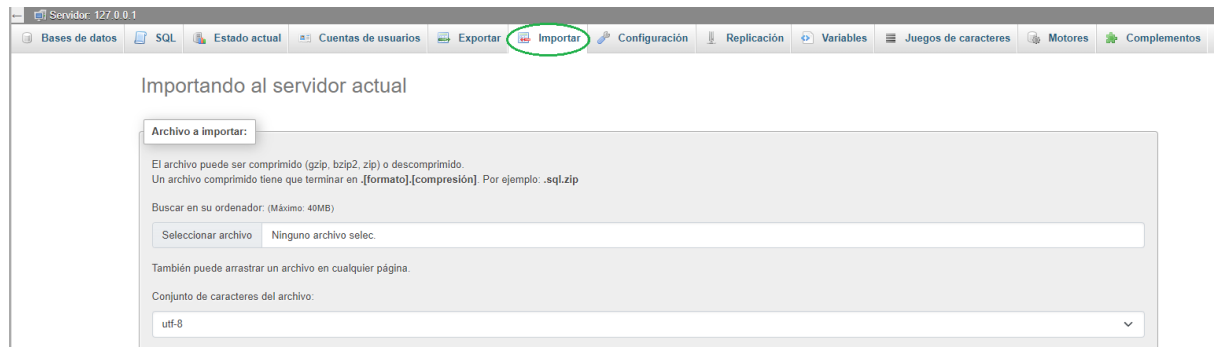 Servidor: 127.0.0.1
Bases de datos SQL Estado actual Cuentas de usuarios Exportar Importar Configuración Replicación Variables Juegos de caracteres Motores Complementos
Importando al servidor actual
Archivo a importar:
El archivo puede ser comprimido (gzip, bzip2, zip) o descomprimido.
Un archivo comprimido tiene que terminar en .[formato].[compresión]. Por ejemplo: .sql.zip
Buscar en su ordenador: (Máximo: 40MB)
Seleccionar archivo Ninguno archivo selec.
También puede arrastrar un archivo en cualquier página.
Conjunto de caracteres del archivo:
utf-8